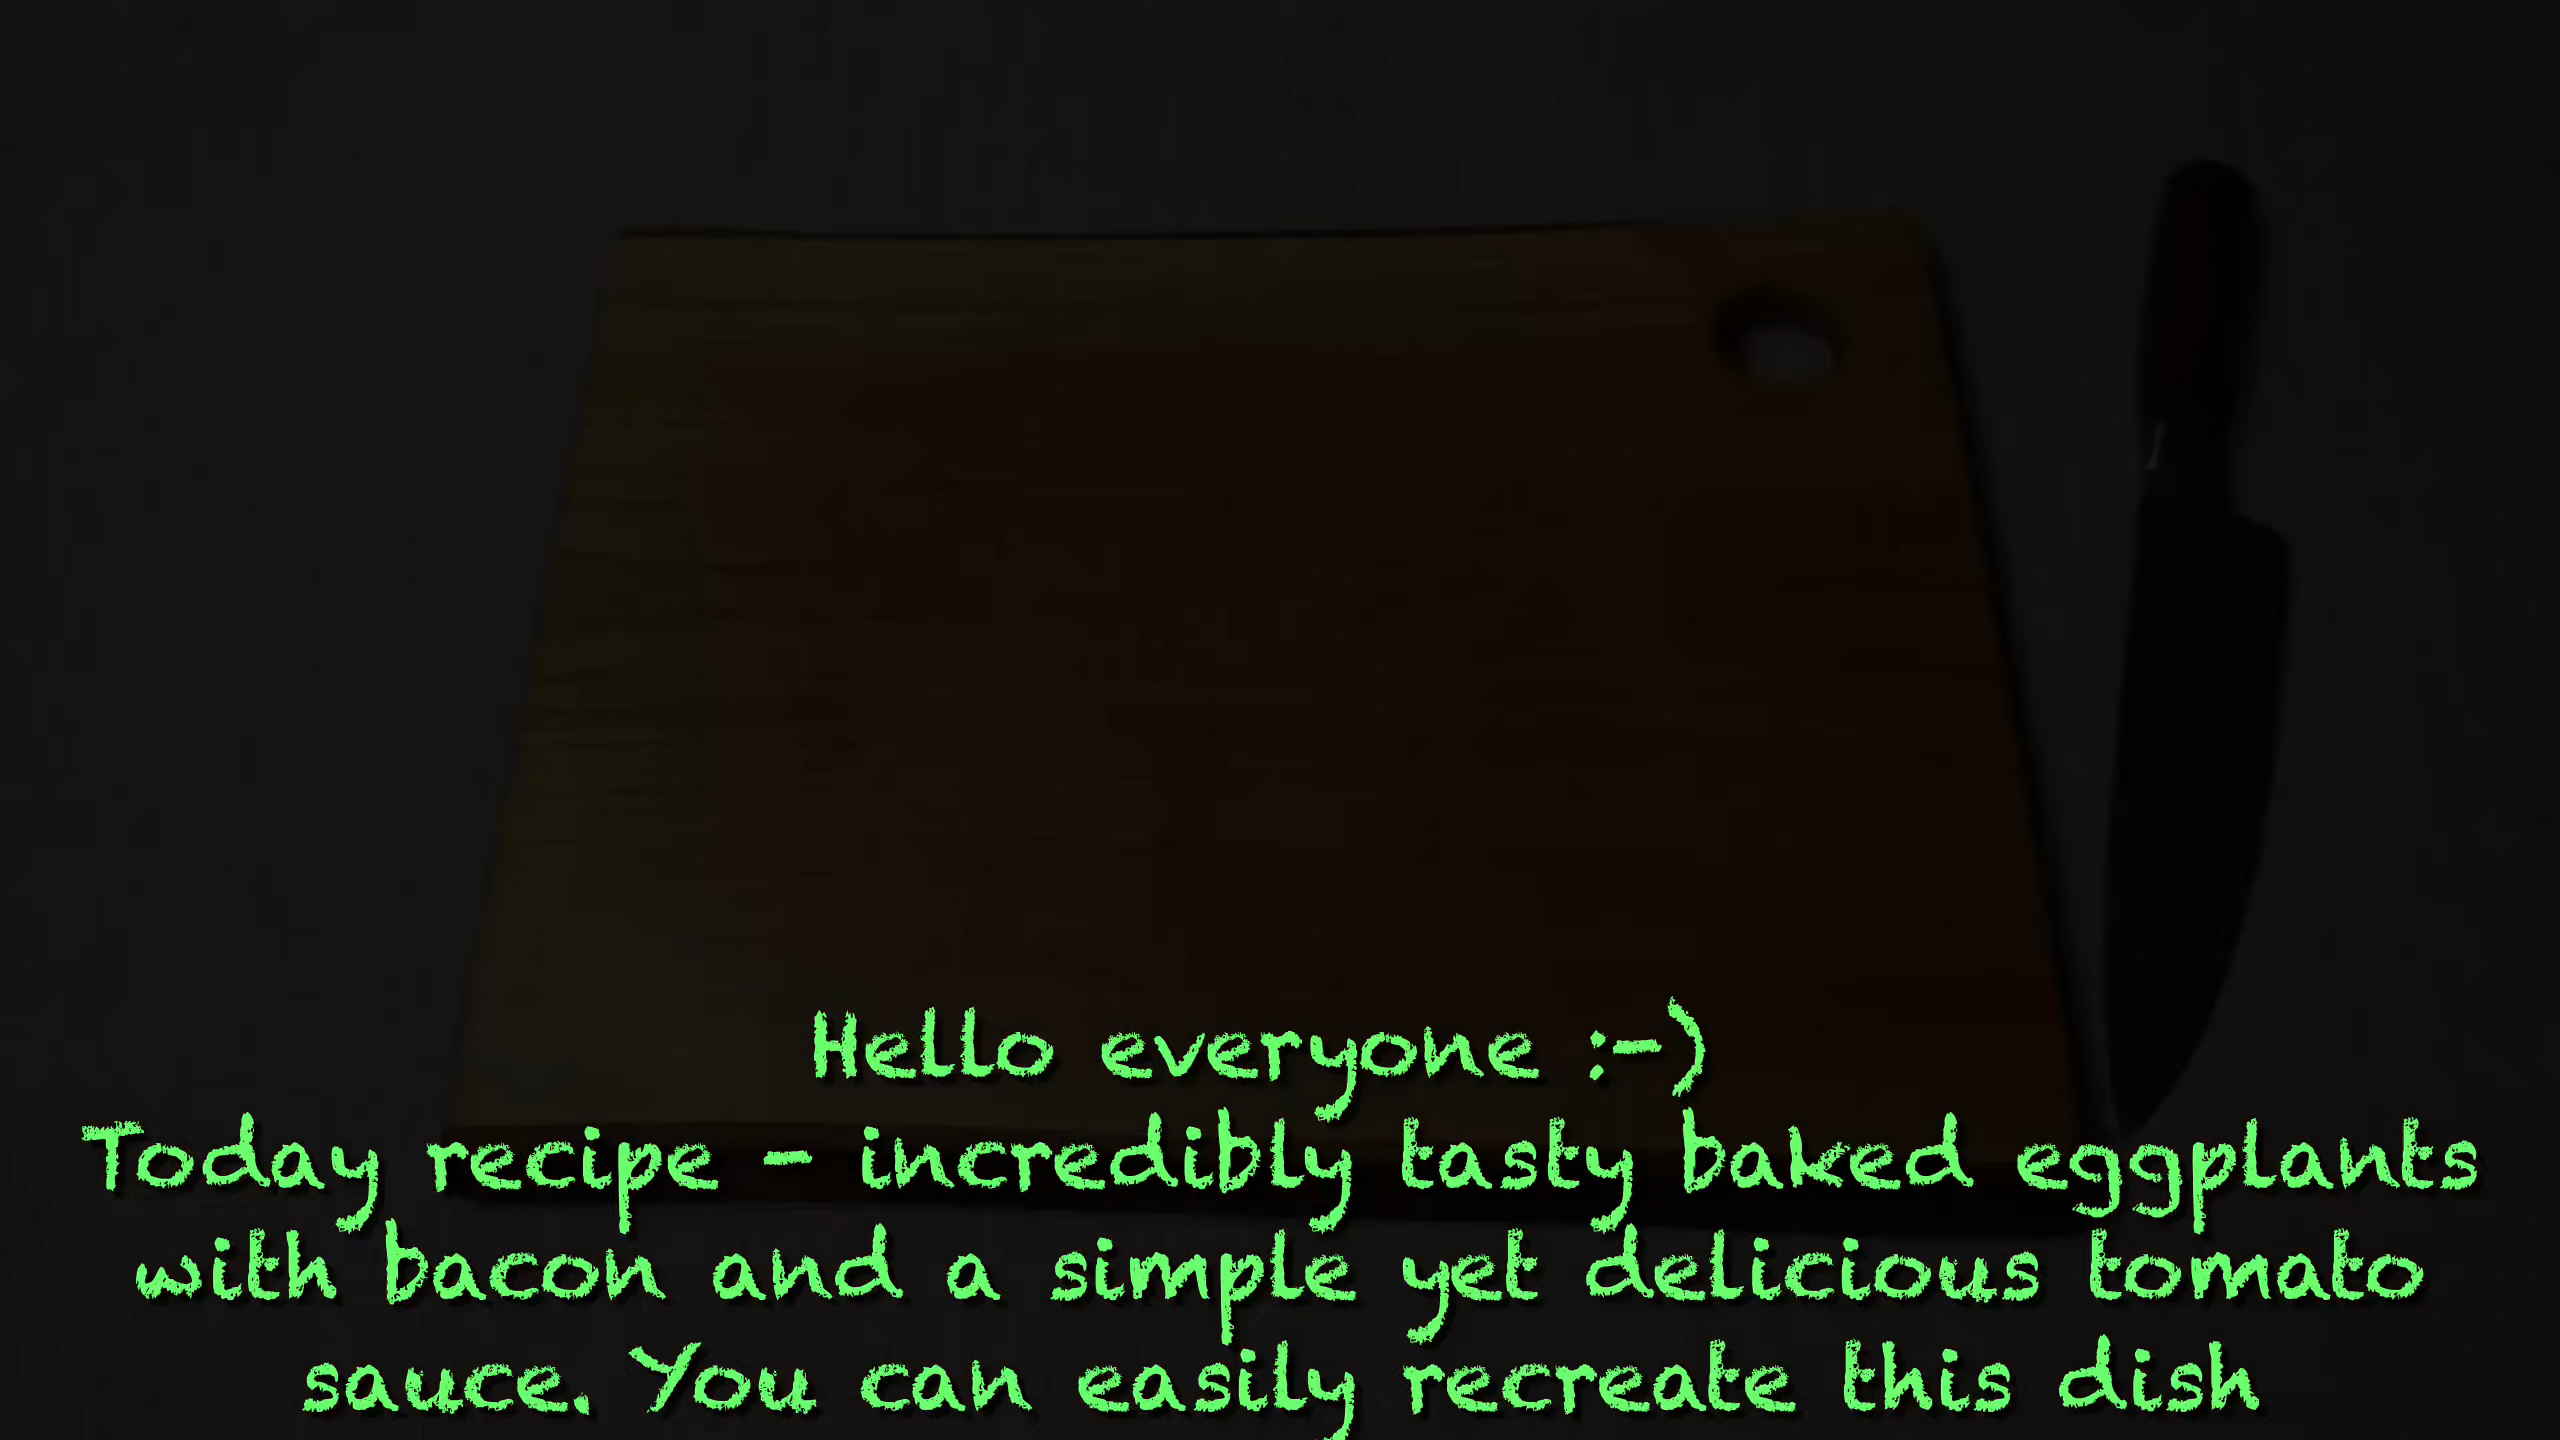 Hello everyone :-)
Today recipe - incredibly tasty baked eggplants
with bacon and a simple yet delicious tomato
sauce. You can easily recreate this dish